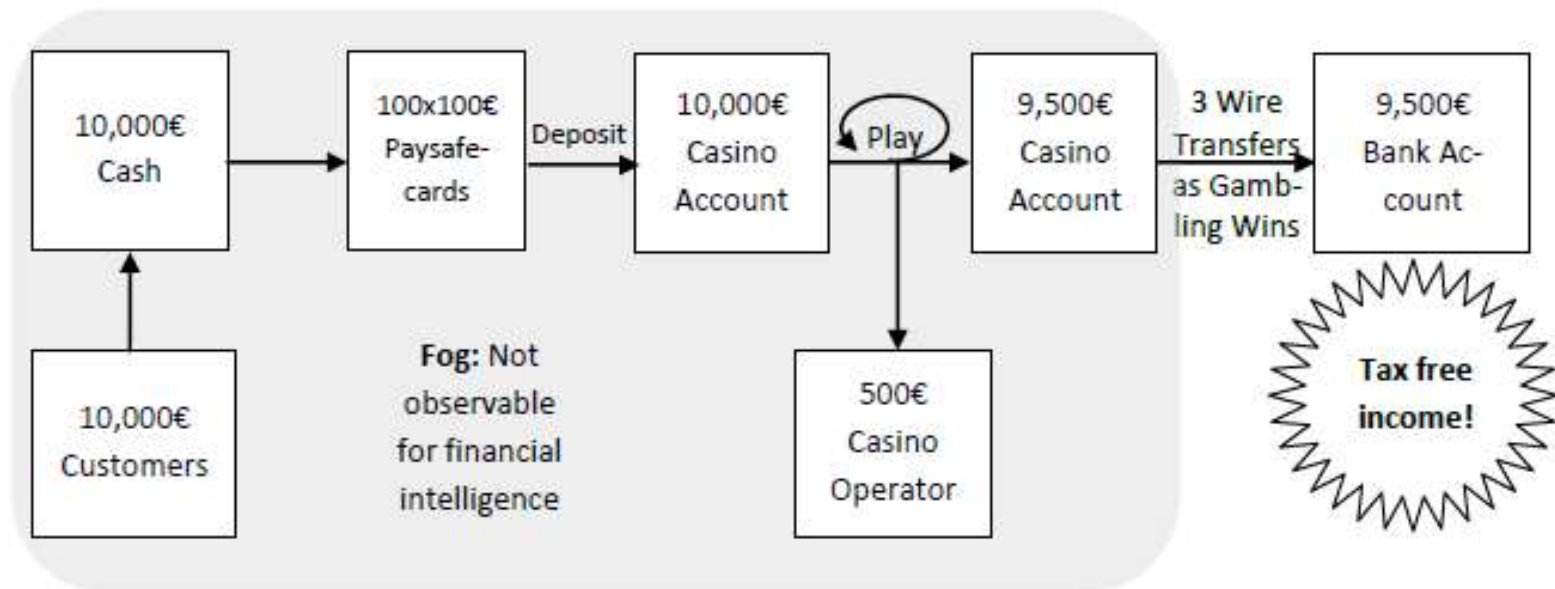 10,000€
Cash
100x100€
Paysafe-
cards
Deposit
10,000€
Casino
Account
Play
9,500€
Casino
Account
3 Wire
Transfers
as Gamb-
ling Wins
9,500€
Bank Ac-
count
10,000€
Customers
Fog: Not
observable
for financial
intelligence
500€
Casino
Operator
Tax free
income!